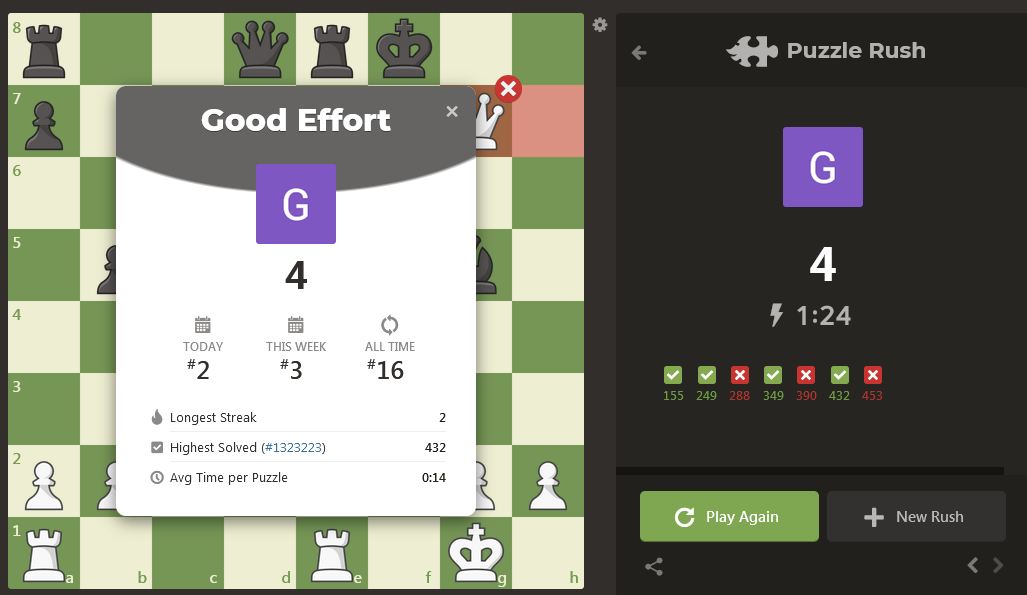 8
7
6
5
4
3
2
1
a
b
c
d
e
f
g
h
Good Effort
G
4
TODAY
#2
THIS WEEK
#3
ALL TIME
#16
Longest Streak 2
Highest Solved (#1323223) 432
Avg Time per Puzzle 0:14
Puzzle Rush
G
4
1:24
155 249 288 349 390 432 453
Play Again
New Rush